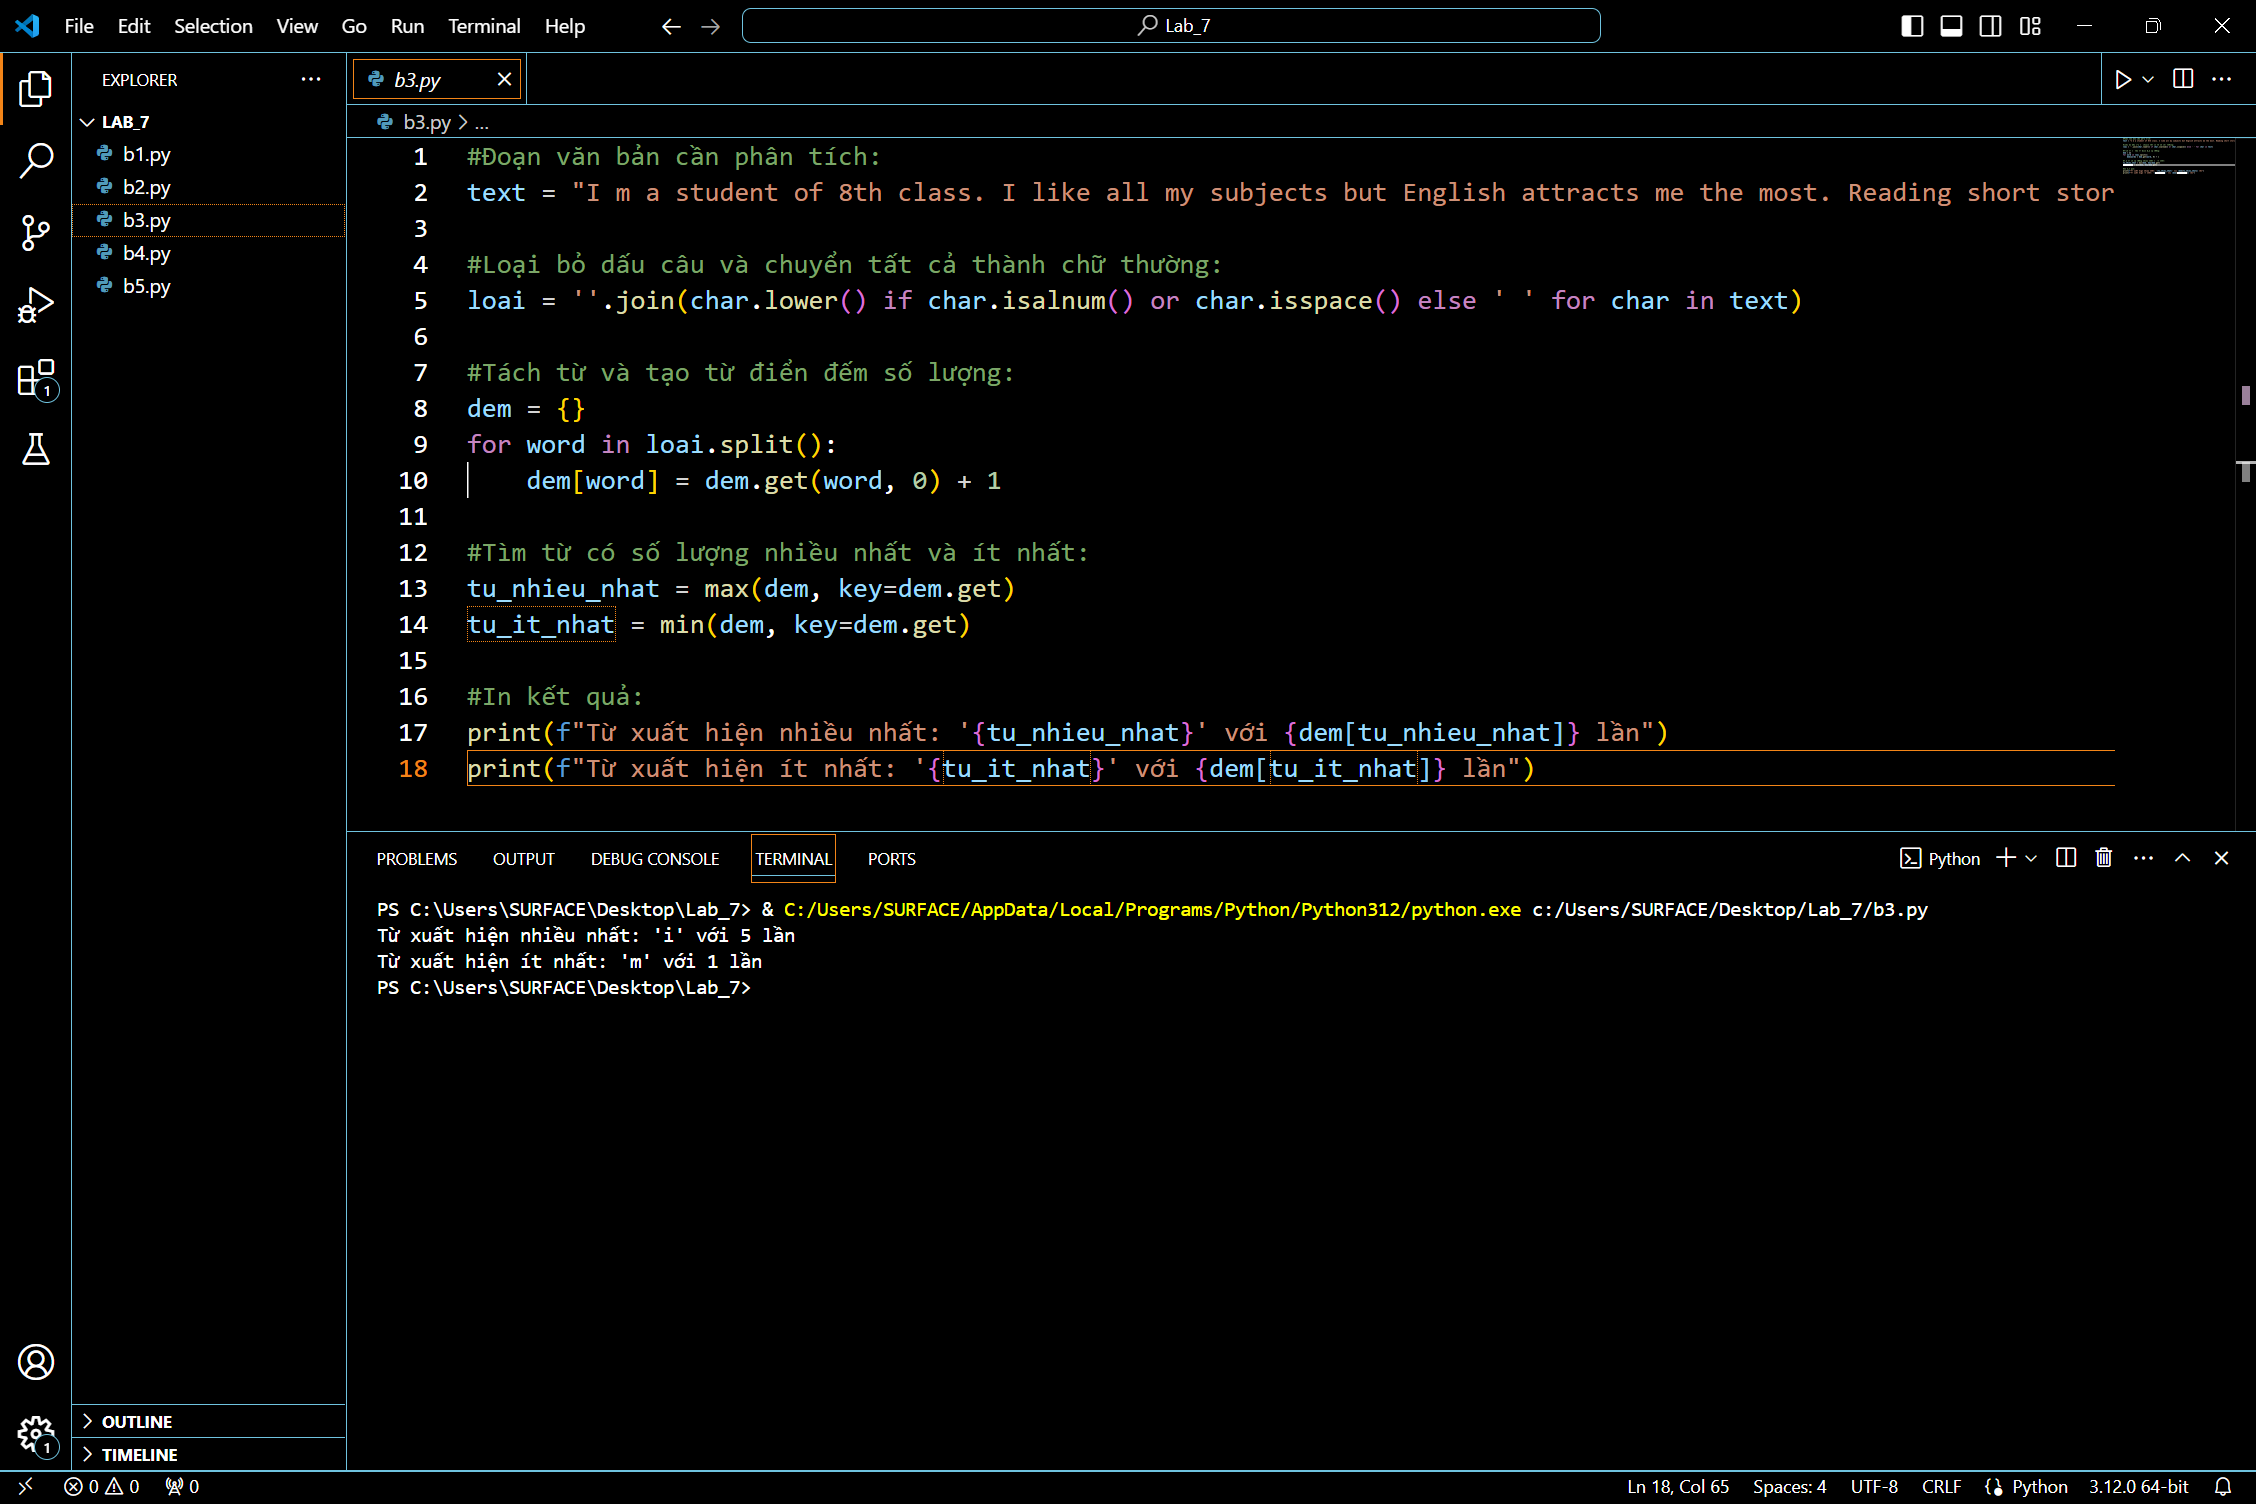 File Edit Selection View Go Run Terminal Help
Lab_7
EXPLORER
LAB_7
b1.py
b2.py
b3.py
b4.py
b5.py
OUTLINE
TIMELINE
1
1
b3.py
b3.py > ...
1 #Đoạn văn bản cần phân tích:
2 text = "I m a student of 8th class. I like all my subjects but English attracts me the most. Reading short stor
3
4 #Loại bỏ dấu câu và chuyển tất cả thành chữ thường:
5 loai = ''.join(char.lower() if char.isalnum() or char.isspace() else ' ' for char in text)
6
7 #Tách từ và tạo từ điển đếm số lượng:
8 dem = {}
9 for word in loai.split():
10     dem[word] = dem.get(word, 0) + 1
11
12 #Tìm từ có số lượng nhiều nhất và ít nhất:
13 tu_nhieu_nhat = max(dem, key=dem.get)
14 tu_it_nhat = min(dem, key=dem.get)
15
16 #In kết quả:
17 print(f"Từ xuất hiện nhiều nhất: '{tu_nhieu_nhat}' với {dem[tu_nhieu_nhat]} lần")
18 print(f"Từ xuất hiện ít nhất: '{tu_it_nhat}' với {dem[tu_it_nhat]} lần")
PROBLEMS OUTPUT DEBUG CONSOLE TERMINAL PORTS
Python
PS C:\Users\SURFACE\Desktop\Lab_7> & C:/Users/SURFACE/AppData/Local/Programs/Python/Python312/python.exe c:/Users/SURFACE/Desktop/Lab_7/b3.py
Từ xuất hiện nhiều nhất: 'i' với 5 lần
Từ xuất hiện ít nhất: 'm' với 1 lần
PS C:\Users\SURFACE\Desktop\Lab_7>
0 0 0
Ln 18, Col 65 Spaces: 4 UTF-8 CRLF Python 3.12.0 64-bit